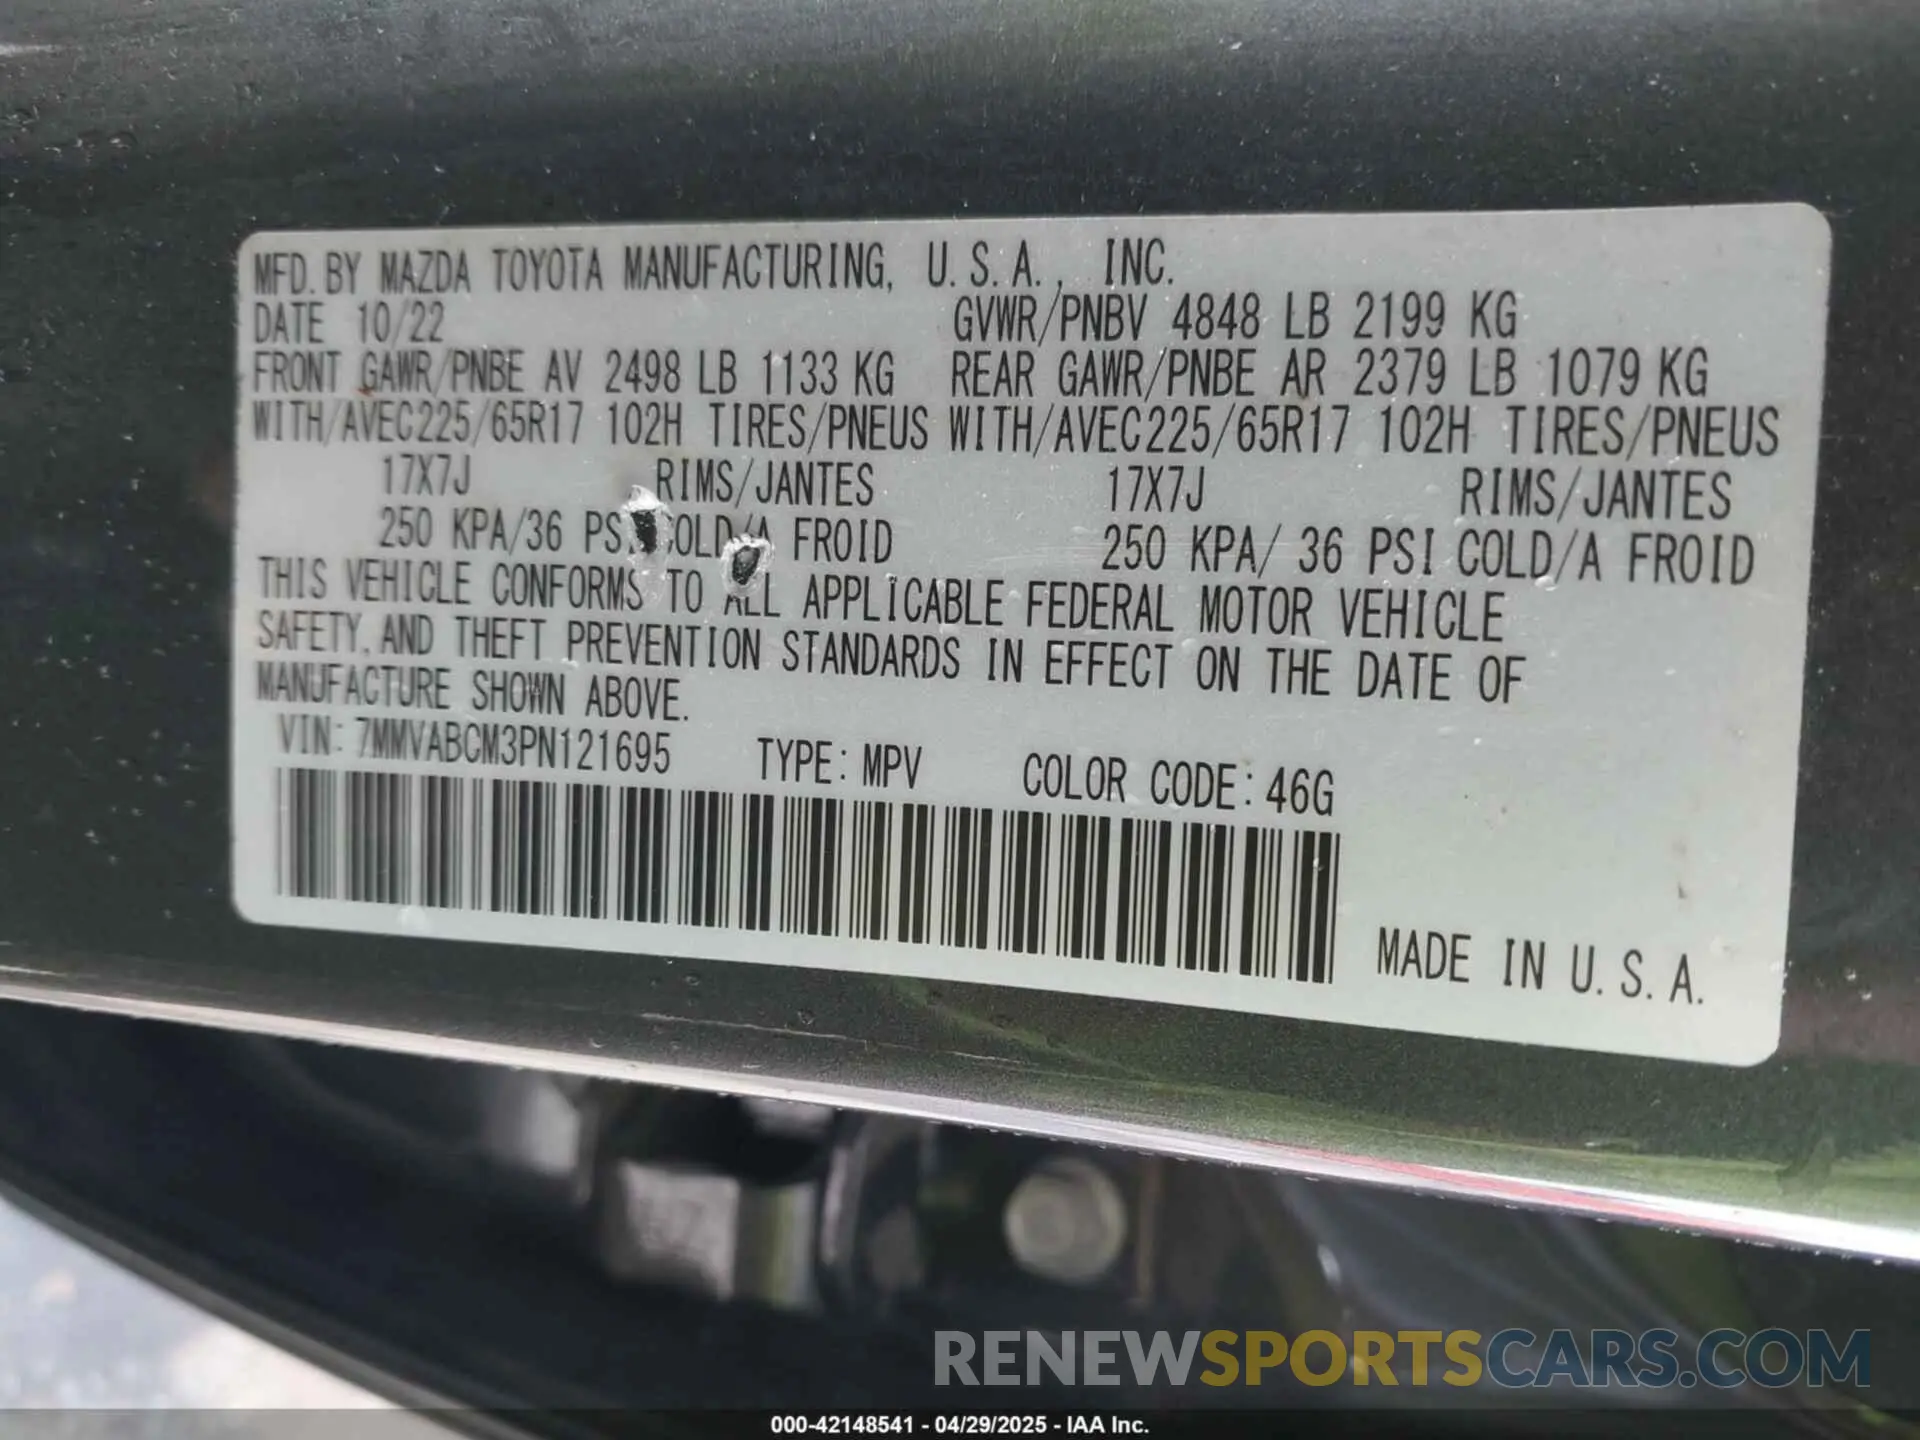 MFD. BY MAZDA TOYOTA MANUFACTURING, U.S.A., INC.
DATE 10/22 GVWR/PNBV 4848 LB 2199 KG
FRONT GAWR/PNBE AV 2498 LB 1133 KG REAR GAWR/PNBE AR 2379 LB 1079 KG
WITH/AVEC225/65R17 102H TIRES/PNEUS WITH/AVEC225/65R17 102H TIRES/PNEUS
17X7J RIMS/JANTES 17X7J RIMS/JANTES
250 KPA/36 PSI COLD/A FROID 250 KPA/ 36 PSI COLD/A FROID
THIS VEHICLE CONFORMS TO ALL APPLICABLE FEDERAL MOTOR VEHICLE
SAFETY, AND THEFT PREVENTION STANDARDS IN EFFECT ON THE DATE OF
MANUFACTURE SHOWN ABOVE.
VIN: 7MMVABCM3PN121695 TYPE: MPV COLOR CODE: 46G
MADE IN U.S.A.
RENEWSPORTSCARS.COM
000-42148541 - 04/29/2025 - IAA Inc.